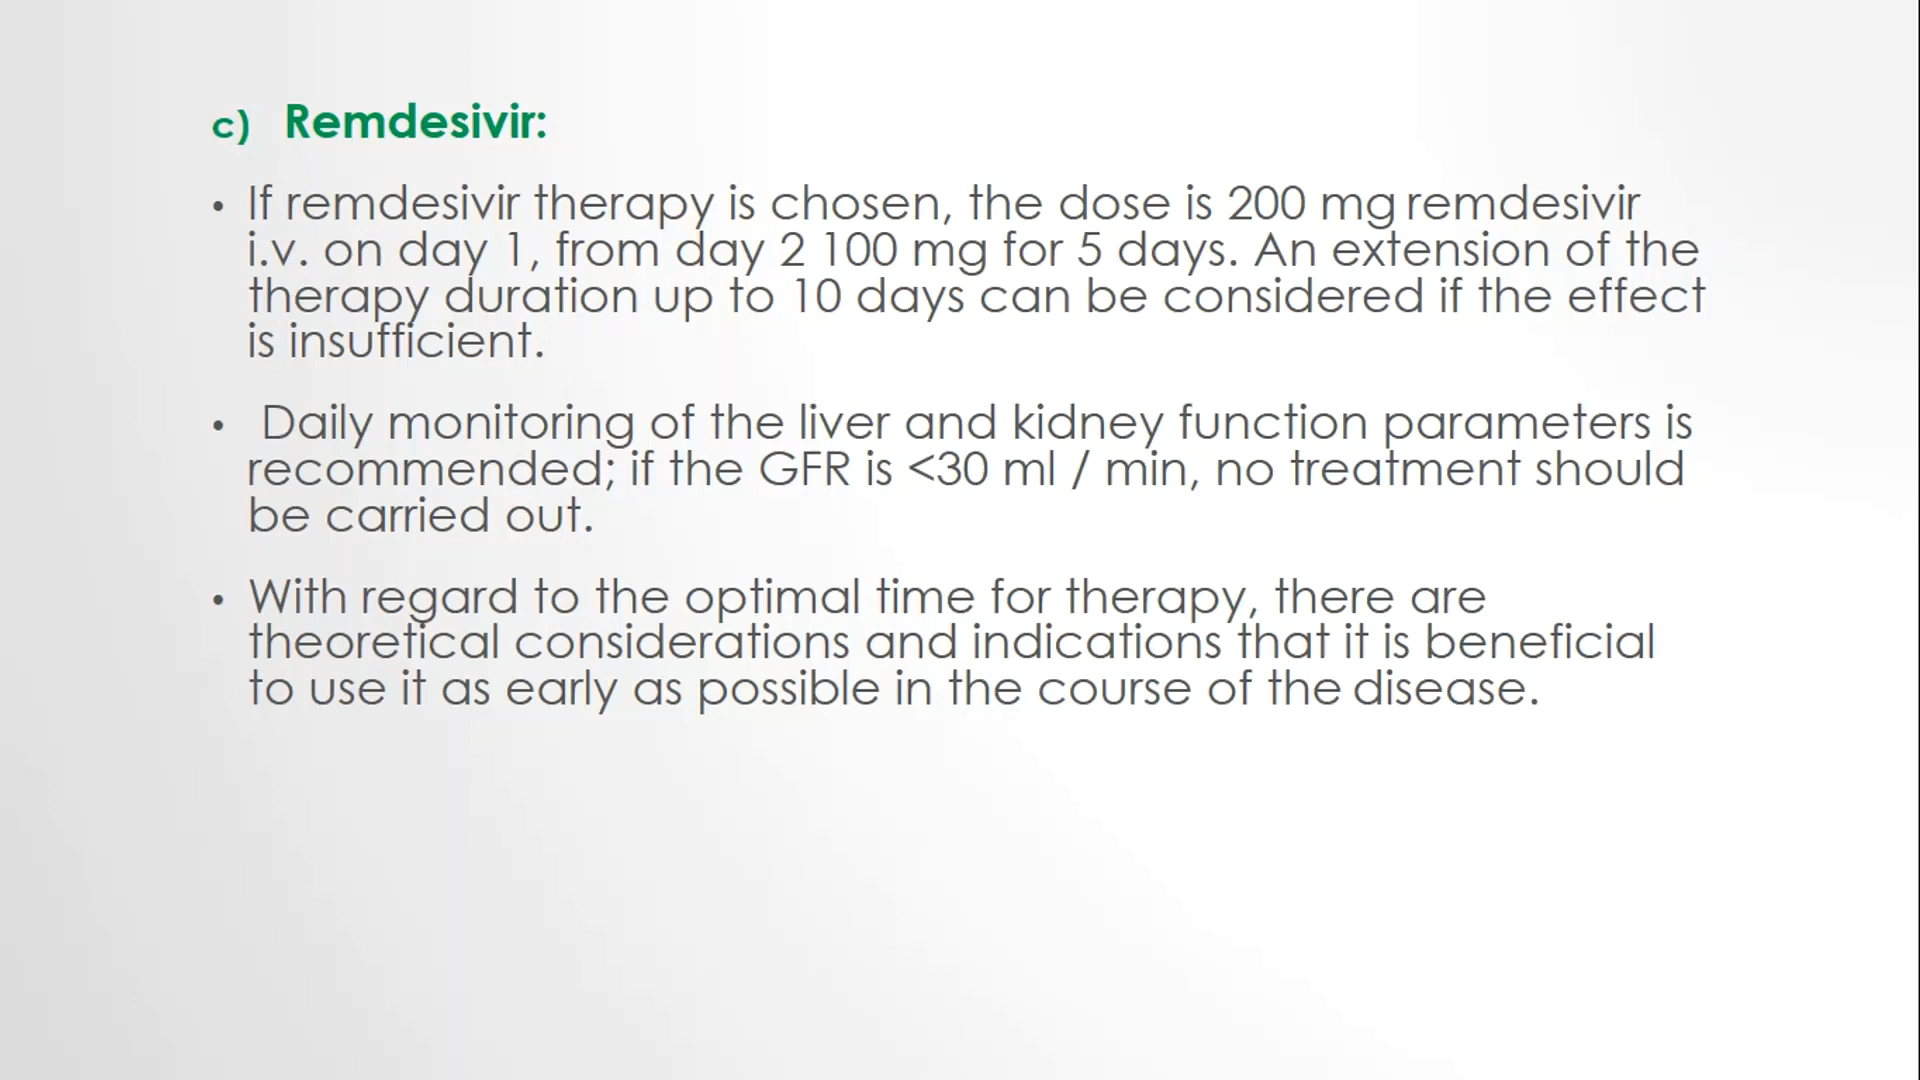 c) Remdesivir:
• If remdesivir therapy is chosen, the dose is 200 mg remdesivir
i.v. on day 1, from day 2 100 mg for 5 days. An extension of the
therapy duration up to 10 days can be considered if the effect
is insufficient.
• Daily monitoring of the liver and kidney function parameters is
recommended; if the GFR is <30 ml / min, no treatment should
be carried out.
• With regard to the optimal time for therapy, there are
theoretical considerations and indications that it is beneficial
to use it as early as possible in the course of the disease.